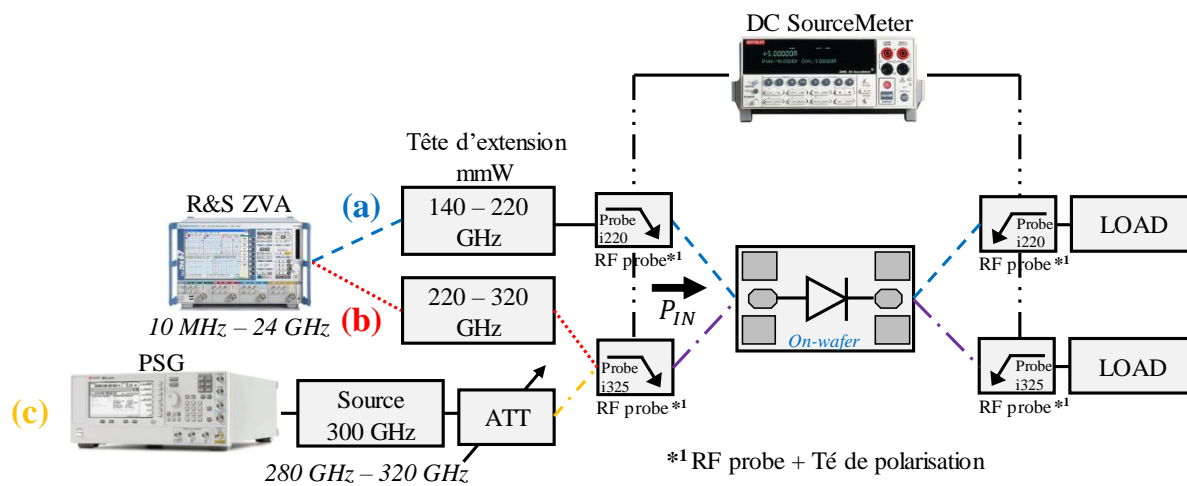 DC SourceMeter
Tête d'extension
mmW
R&S ZVA
(a)
140 – 220
GHz
Probe
i220
RF probe*1
Probe
i220
RF probe*1
LOAD
10 MHz – 24 GHz
(b)
220 – 320
GHz
P_IN
On-wafer
PSG
(c)
Source
300 GHz
ATT
280 GHz – 320 GHz
Probe
i325
RF probe*1
Probe
i325
RF probe*1
LOAD
*1 RF probe + Té de polarisation